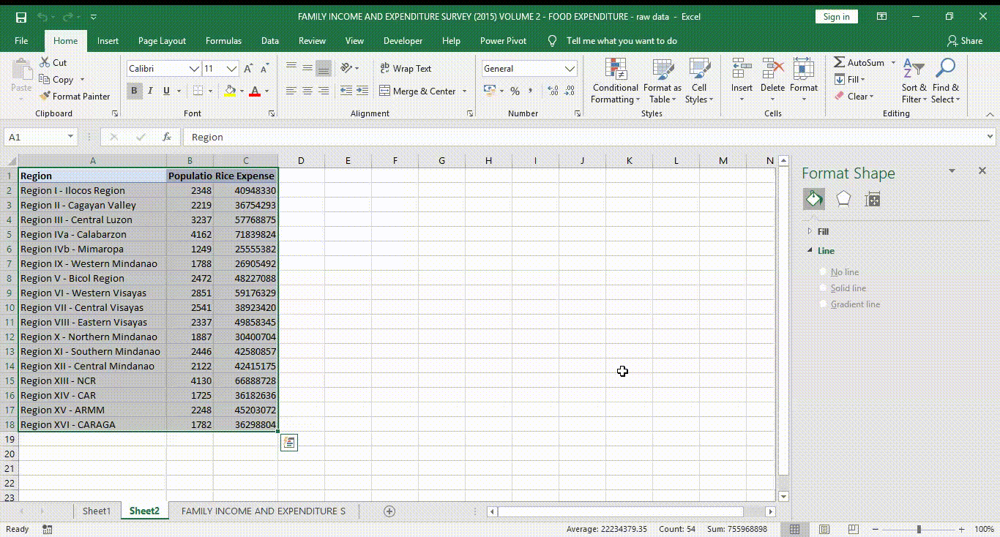 FAMILY INCOME AND EXPENDITURE SURVEY (2015) VOLUME 2 - FOOD EXPENDITURE - raw data - Excel
Sign in
File Home Insert Page Layout Formulas Data Review View Developer Help Power Pivot Tell me what you want to do Share
Paste
Cut
Copy
Format Painter
Clipboard
Calibri 11
B I U
Font
Wrap Text
Merge & Center
Alignment
General
Number
Conditional Formatting
Format as Table
Cell Styles
Styles
Insert Delete Format
Cells
AutoSum
Fill
Clear
Sort & Filter
Find & Select
Editing
A1 fx Region
A B C D E F G H I J K L M N
1 Region Populatio Rice Expense
2 Region I - Ilocos Region 2348 40948330
3 Region II - Cagayan Valley 2219 36754293
4 Region III - Central Luzon 3237 57768875
5 Region IVa - Calabarzon 4162 71839824
6 Region IVb - Mimaropa 1249 25555382
7 Region IX - Western Mindanao 1788 26905492
8 Region V - Bicol Region 2472 48227088
9 Region VI - Western Visayas 2851 59176329
10 Region VII - Central Visayas 2541 38923420
11 Region VIII - Eastern Visayas 2337 49858345
12 Region X - Northern Mindanao 1887 30400704
13 Region XI - Southern Mindanao 2446 42580857
14 Region XII - Central Mindanao 2122 42415175
15 Region XIII - NCR 4130 66888728
16 Region XIV - CAR 1725 36182636
17 Region XV - ARMM 2248 45203072
18 Region XVI - CARAGA 1782 36298804
19
20
21
22
23
Format Shape
Fill
Line
No line
Solid line
Gradient line
Sheet1 Sheet2 FAMILY INCOME AND EXPENDITURE S
Ready Average: 22234379.35 Count: 54 Sum: 755968898 100%